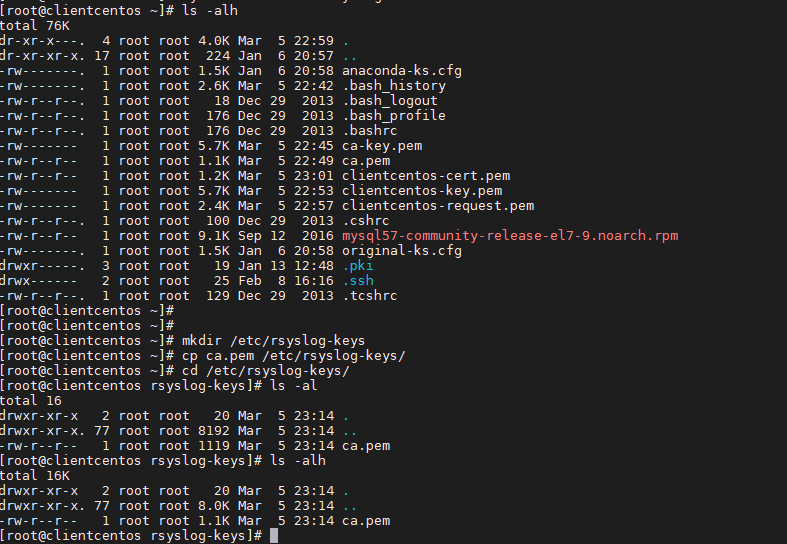 [root@clientcentos ~]# ls -alh
total 76K
dr-xr-x---.  4 root root 4.0K Mar  5 22:59 .
dr-xr-xr-x. 17 root root  224 Jan  6 20:57 ..
-rw-------.  1 root root 1.5K Jan  6 20:58 anaconda-ks.cfg
-rw-------.  1 root root 2.6K Mar  5 22:42 .bash_history
-rw-r--r--.  1 root root   18 Dec 29  2013 .bash_logout
-rw-r--r--.  1 root root  176 Dec 29  2013 .bash_profile
-rw-r--r--.  1 root root  176 Dec 29  2013 .bashrc
-rw-------   1 root root 5.7K Mar  5 22:45 ca-key.pem
-rw-r--r--   1 root root 1.1K Mar  5 22:49 ca.pem
-rw-r--r--   1 root root 1.2K Mar  5 23:01 clientcentos-cert.pem
-rw-------   1 root root 5.7K Mar  5 22:53 clientcentos-key.pem
-rw-------   1 root root 2.4K Mar  5 22:57 clientcentos-request.pem
-rw-r--r--.  1 root root  100 Dec 29  2013 .cshrc
-rw-r--r--   1 root root 9.1K Sep 12  2016 mysql57-community-release-el7-9.noarch.rpm
-rw-------.  1 root root 1.5K Jan  6 20:58 original-ks.cfg
drwxr-----.  3 root root   19 Jan 13 12:48 .pki
drwx------   2 root root   25 Feb  8 16:16 .ssh
-rw-r--r--.  1 root root  129 Dec 29  2013 .tcshrc
[root@clientcentos ~]#
[root@clientcentos ~]#
[root@clientcentos ~]# mkdir /etc/rsyslog-keys
[root@clientcentos ~]# cp ca.pem /etc/rsyslog-keys/
[root@clientcentos ~]# cd /etc/rsyslog-keys/
[root@clientcentos rsyslog-keys]# ls -al
total 16
drwxr-xr-x   2 root root   20 Mar  5 23:14 .
drwxr-xr-x. 77 root root 8192 Mar  5 23:14 ..
-rw-r--r--   1 root root 1119 Mar  5 23:14 ca.pem
[root@clientcentos rsyslog-keys]# ls -alh
total 16K
drwxr-xr-x   2 root root   20 Mar  5 23:14 .
drwxr-xr-x. 77 root root 8.0K Mar  5 23:14 ..
-rw-r--r--   1 root root 1.1K Mar  5 23:14 ca.pem
[root@clientcentos rsyslog-keys]#